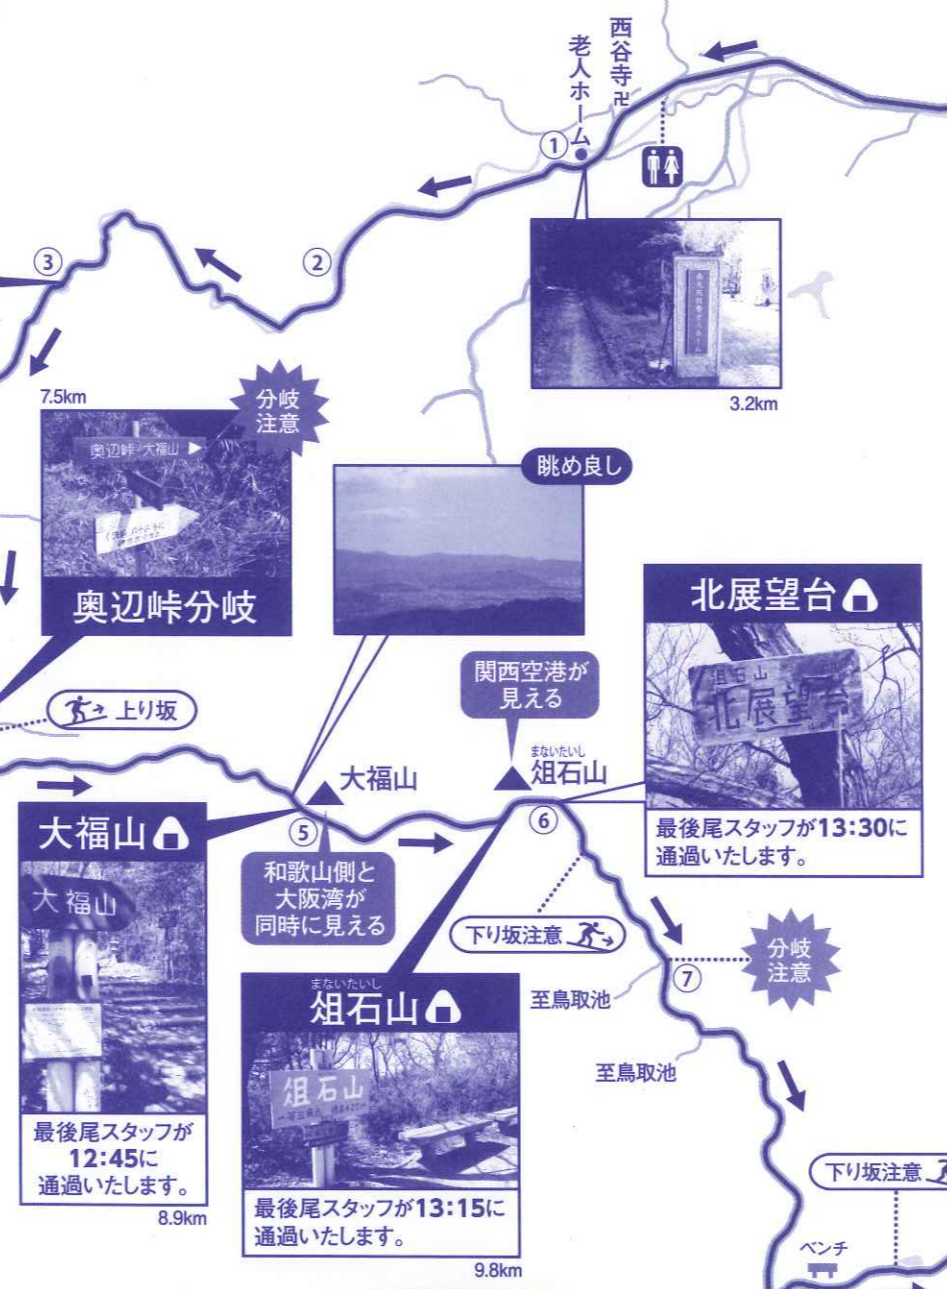 西谷寺卍
老人ホーム
①
②
③
3.2km
7.5km
分岐
注意
奥辺峠・大福山
奥辺峠分岐
眺め良し
北展望台
俎石山
北展望台
最後尾スタッフが13:30に
通過いたします。
関西空港が
見える
上り坂
大福山
まないたいし
俎石山
⑤
⑥
大福山
大福山
最後尾スタッフが
12:45に
通過いたします。
8.9km
和歌山側と
大阪湾が
同時に見える
下り坂注意
⑦
分岐
注意
至鳥取池
至鳥取池
まないたいし
俎石山
俎石山
最後尾スタッフが13:15に
通過いたします。
9.8km
下り坂注意
ベンチ